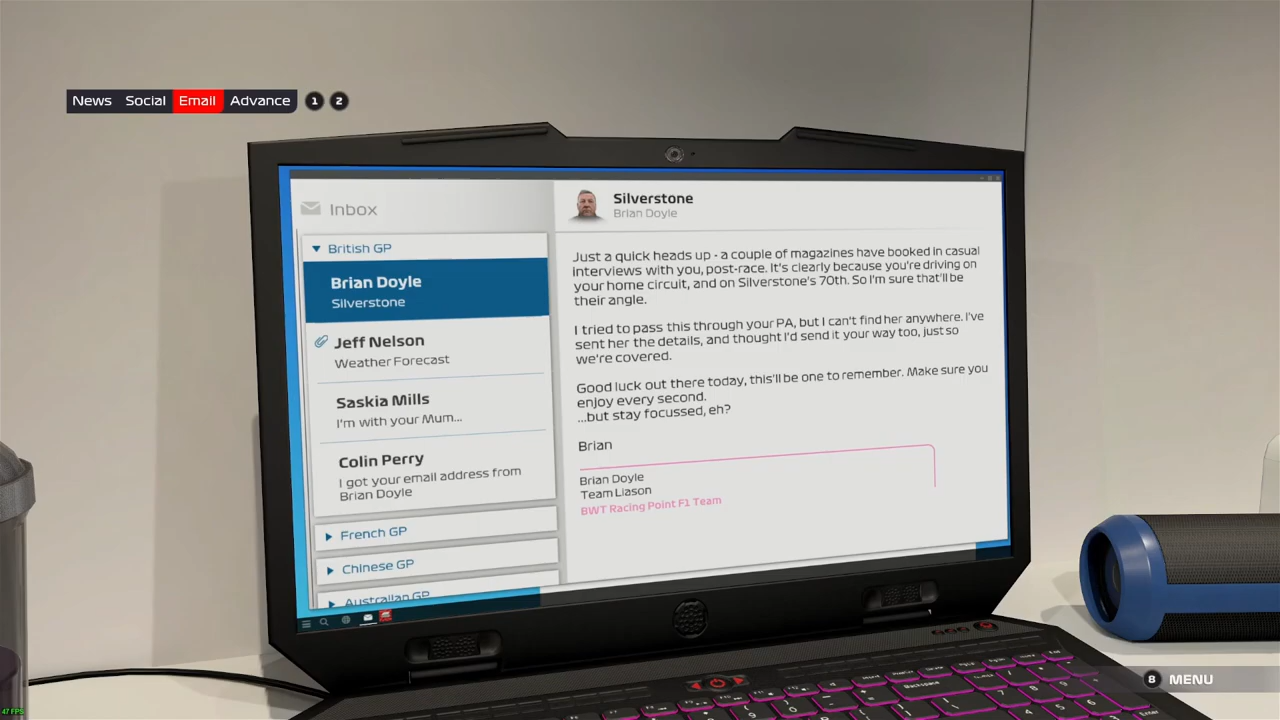 News Social Email Advance 1 2
Inbox
British GP
Brian Doyle
Silverstone
Jeff Nelson
Weather Forecast
Saskia Mills
I'm with your Mum...
Colin Perry
I got your email address from
Brian Doyle
French GP
Chinese GP
Australian GP
Silverstone
Brian Doyle
Just a quick heads up - a couple of magazines have booked in casual
interviews with you, post-race. It's clearly because you're driving on
your home circuit, and on Silverstone's 70th. So I'm sure that'll be
their angle.
I tried to pass this through your PA, but I can't find her anywhere. I've
sent her the details, and thought I'd send it your way too, just so
we're covered.
Good luck out there today, this'll be one to remember. Make sure you
enjoy every second.
...but stay focussed, eh?
Brian
Brian Doyle
Team Liason
BWT Racing Point F1 Team
Backspace
Enter
B MENU
47 FPS